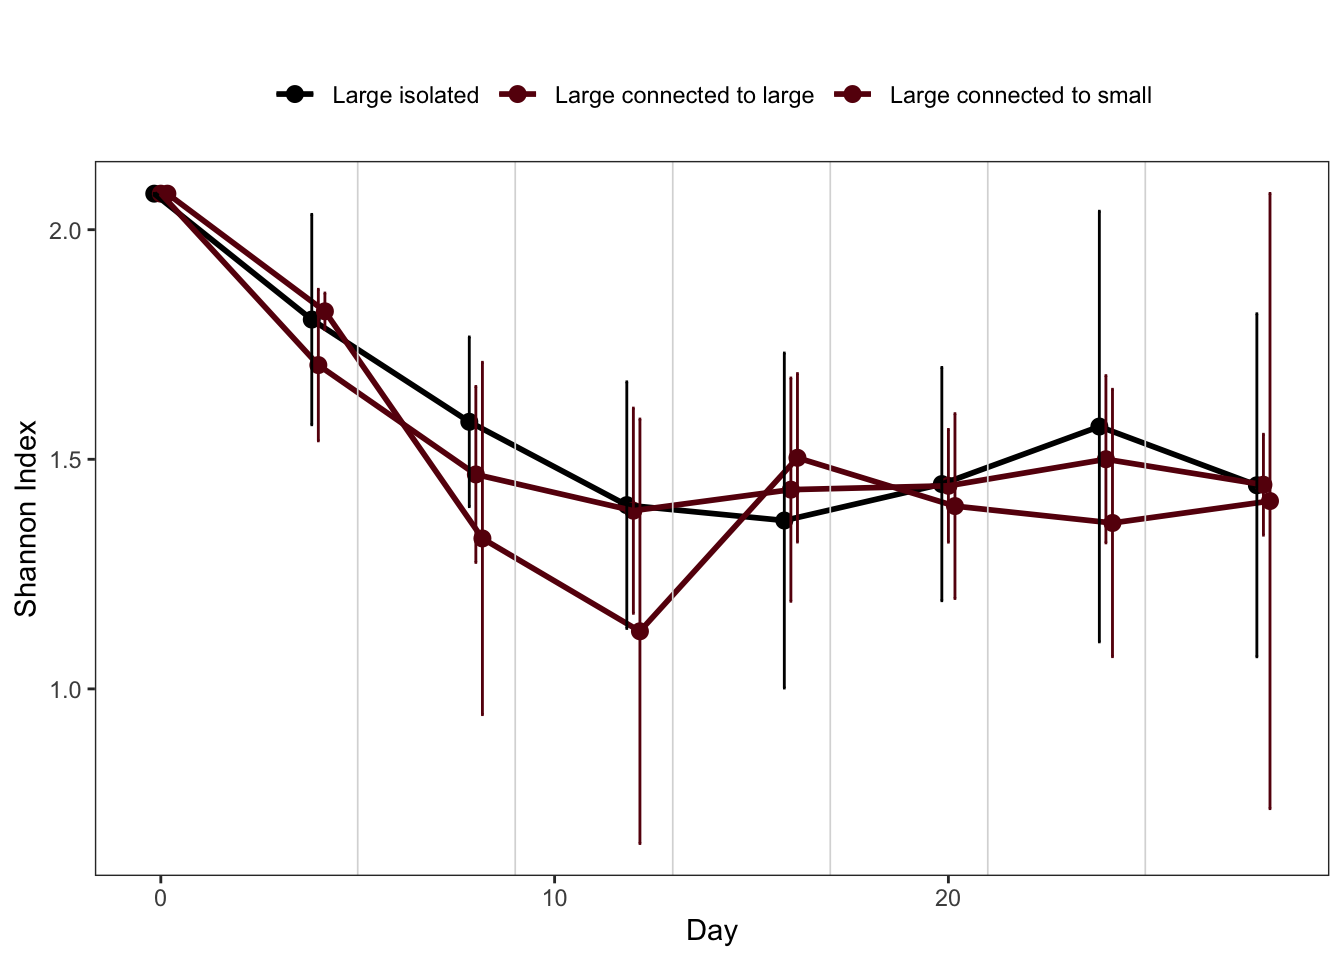 Large isolated Large connected to large Large connected to small
Shannon Index
2.0
1.5
1.0
0 10 20
Day